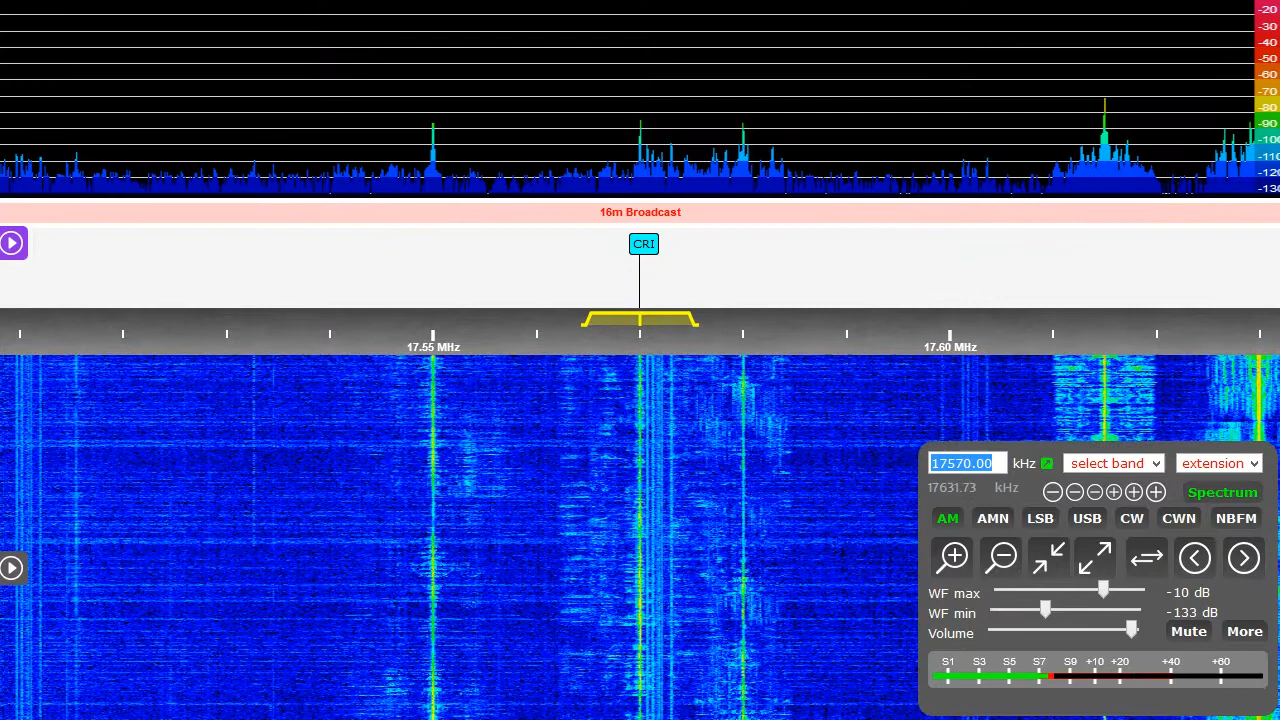 -20
-30
-40
-50
-60
-70
-80
-90
-100
-110
-120
-130
16m Broadcast
CRI
17.55 MHz
17.60 MHz
17570.00 kHz select band extension
17631.73 kHz
Spectrum
AM AMN LSB USB CW CWN NBFM
WF max -10 dB
WF min -133 dB
Volume Mute More
S1 S3 S5 S7 S9 +10 +20 +40 +60